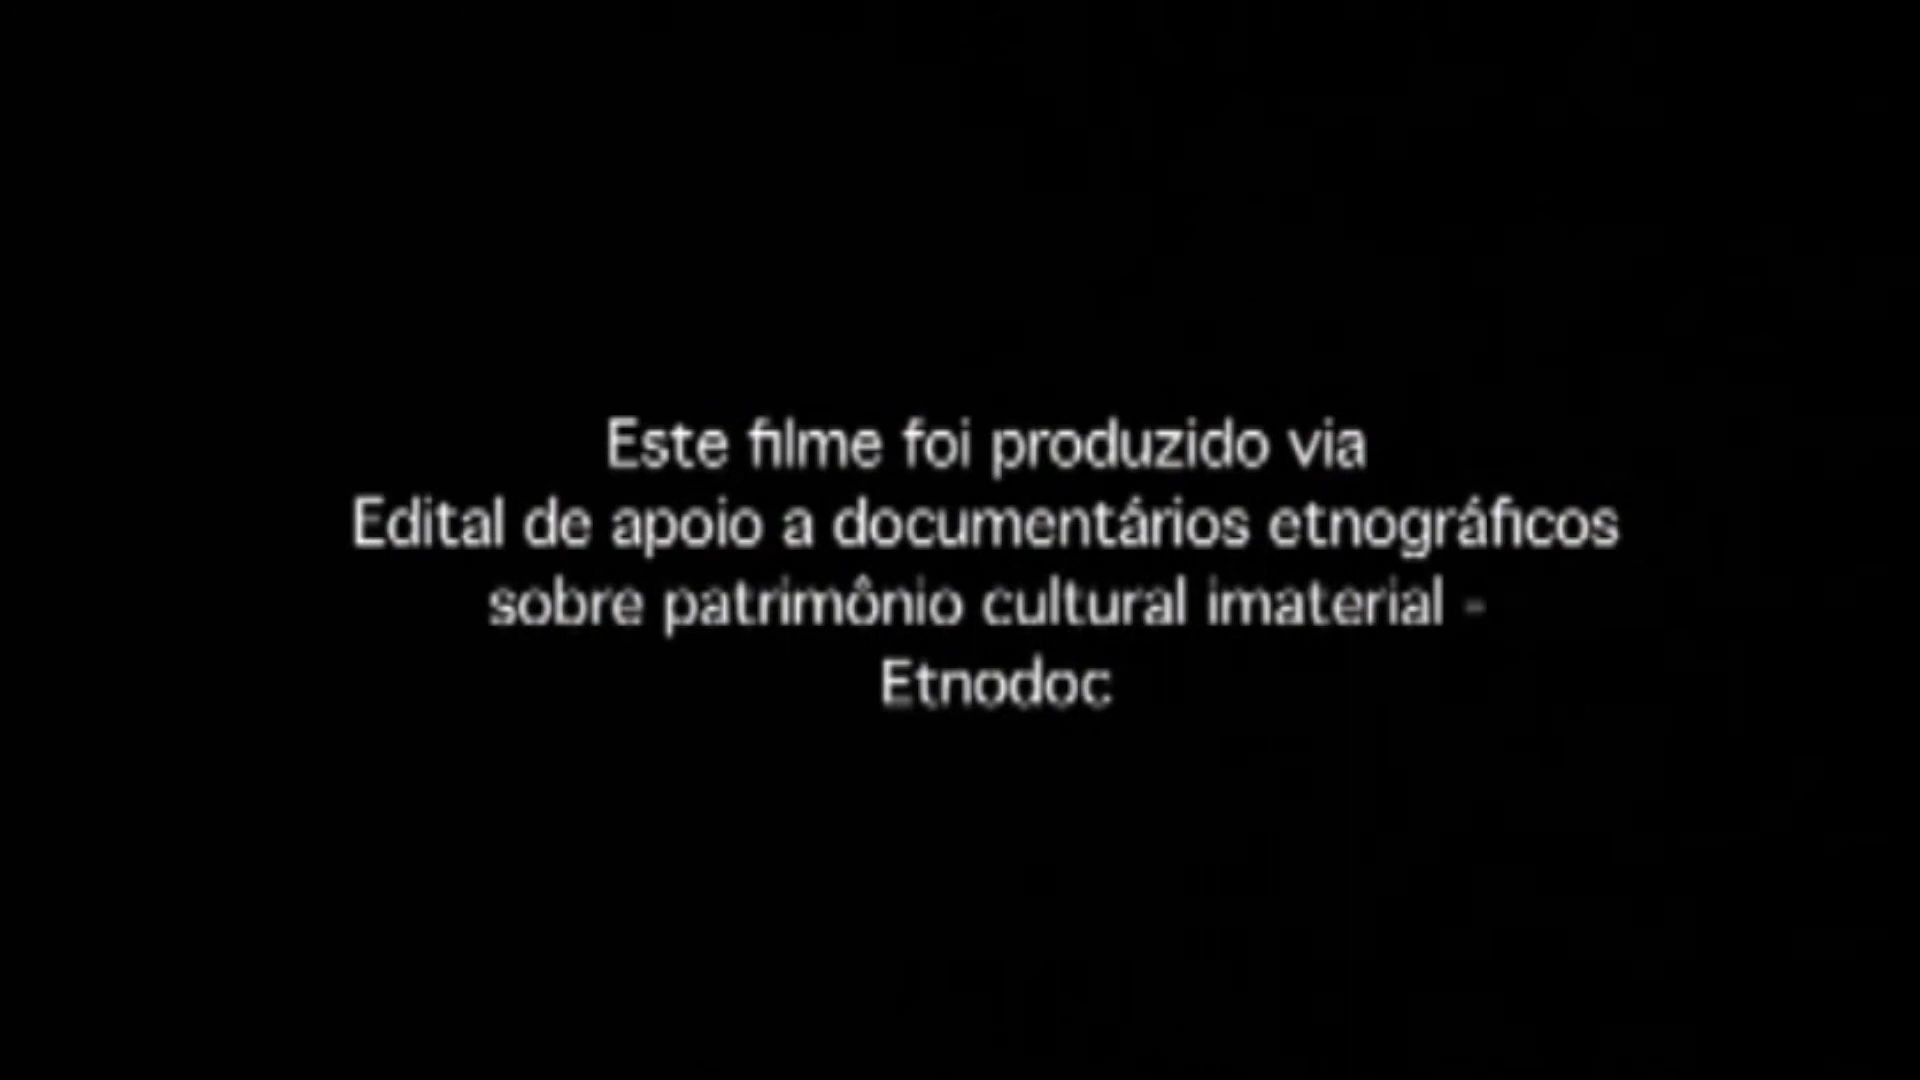 Este filme foi produzido via
Edital de apoio a documentários etnográficos
sobre patrimônio cultural imaterial -
Etnodoc